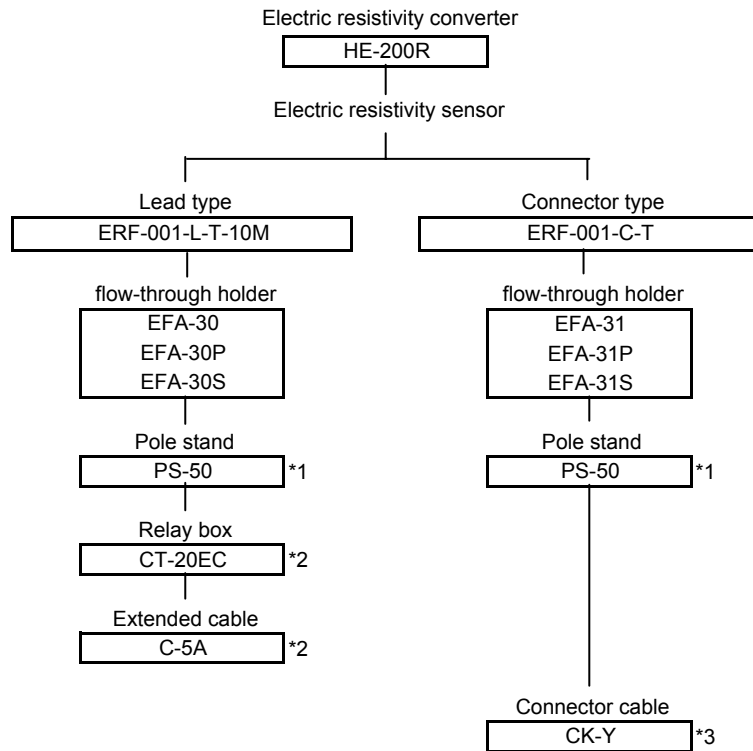 Electric resistivity converter
HE-200R
Electric resistivity sensor
Lead type
ERF-001-L-T-10M
flow-through holder
EFA-30
EFA-30P
EFA-30S
Pole stand
PS-50 *1
Relay box
CT-20EC *2
Extended cable
C-5A *2
Connector type
ERF-001-C-T
flow-through holder
EFA-31
EFA-31P
EFA-31S
Pole stand
PS-50 *1
Connector cable
CK-Y *3